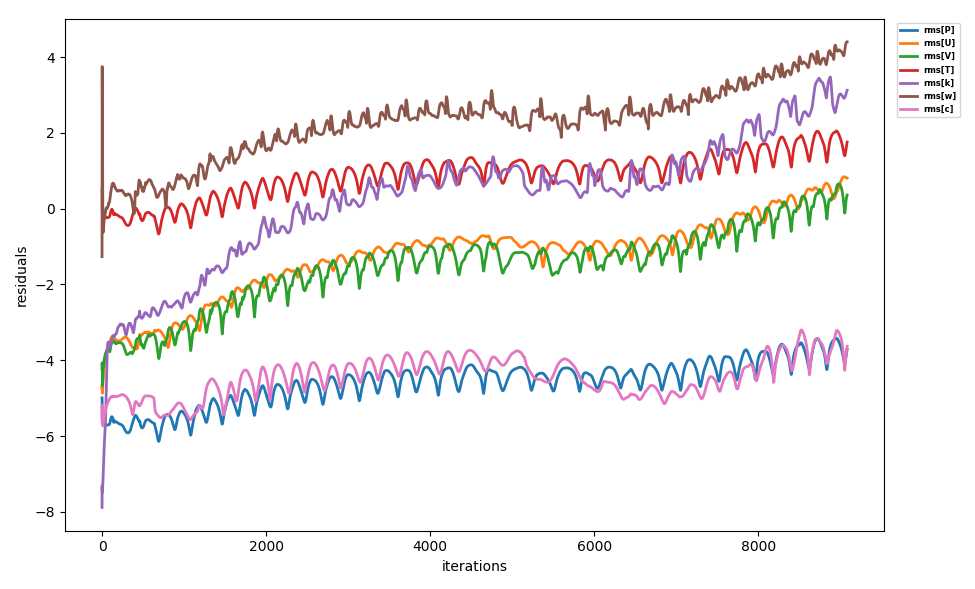 rms[P]
rms[U]
rms[V]
rms[T]
rms[k]
rms[w]
rms[c]
4
2
0
−2
−4
−6
−8
residuals
0 2000 4000 6000 8000
iterations